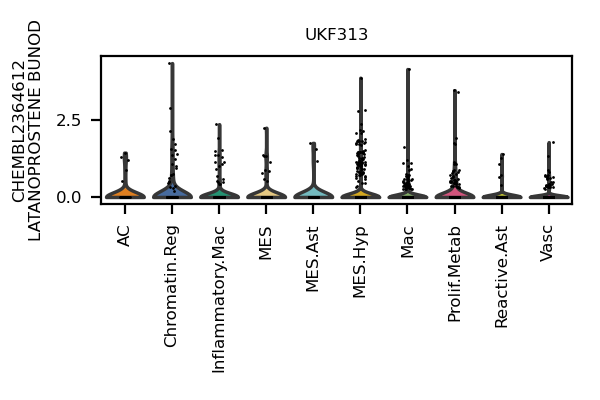 UKF313
CHEMBL2364612
LATANOPROSTENE BUNOD
2.5
0.0
AC
Chromatin.Reg
Inflammatory.Mac
MES
MES.Ast
MES.Hyp
Mac
Prolif.Metab
Reactive.Ast
Vasc